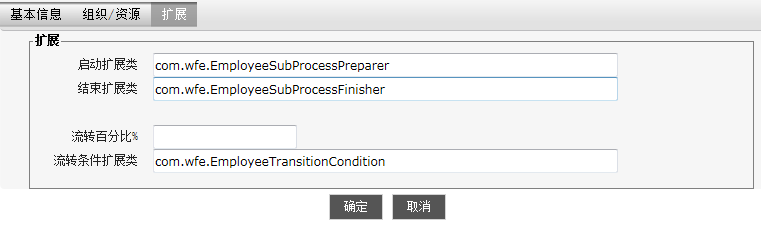 基本信息 组织/资源 扩展
扩展
启动扩展类 com.wfe.EmployeeSubProcessPreparer
结束扩展类 com.wfe.EmployeeSubProcessFinisher
流转百分比%
流转条件扩展类 com.wfe.EmployeeTransitionCondition
确定 取消